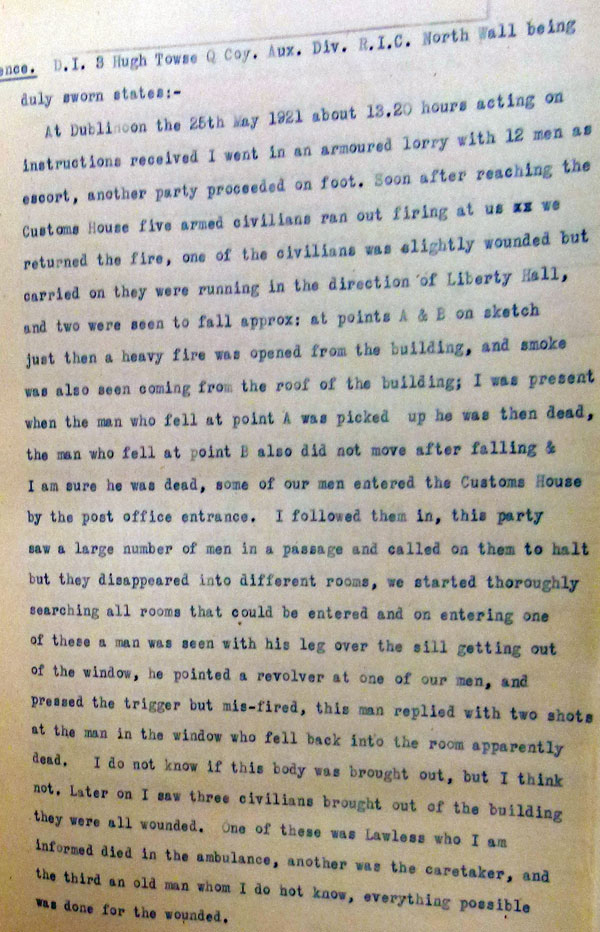 ence. D.I. 3 Hugh Towse Q Coy. Aux. Div. R.I.C. North Wall being
duly sworn states:-
At Dublinoon the 25th May 1921 about 13.20 hours acting on
instructions received I went in an armoured lorry with 12 men as
escort, another party proceeded on foot. Soon after reaching the
Customs House five armed civilians ran out firing at us xx we
returned the fire, one of the civilians was slightly wounded but
carried on they were running in the direction of Liberty Hall,
and two were seen to fall approx: at points A & B on sketch
just then a heavy fire was opened from the building, and smoke
was also seen coming from the roof of the building; I was present
when the man who fell at point A was picked up he was then dead,
the man who fell at point B also did not move after falling &
I am sure he was dead, some of our men entered the Customs House
by the post office entrance. I followed them in, this party
saw a large number of men in a passage and called on them to halt
but they disappeared into different rooms, we started thoroughly
searching all rooms that could be entered and on entering one
of these a man was seen with his leg over the sill getting out
of the window, he pointed a revolver at one of our men, and
pressed the trigger but mis-fired, this man replied with two shots
at the man in the window who fell back into the room apparently
dead. I do not know if this body was brought out, but I think
not. Later on I saw three civilians brought out of the building
they were all wounded. One of these was Lawless who I am
informed died in the ambulance, another was the caretaker, and
the third an old man whom I do hot know, everything possible
was done for the wounded.